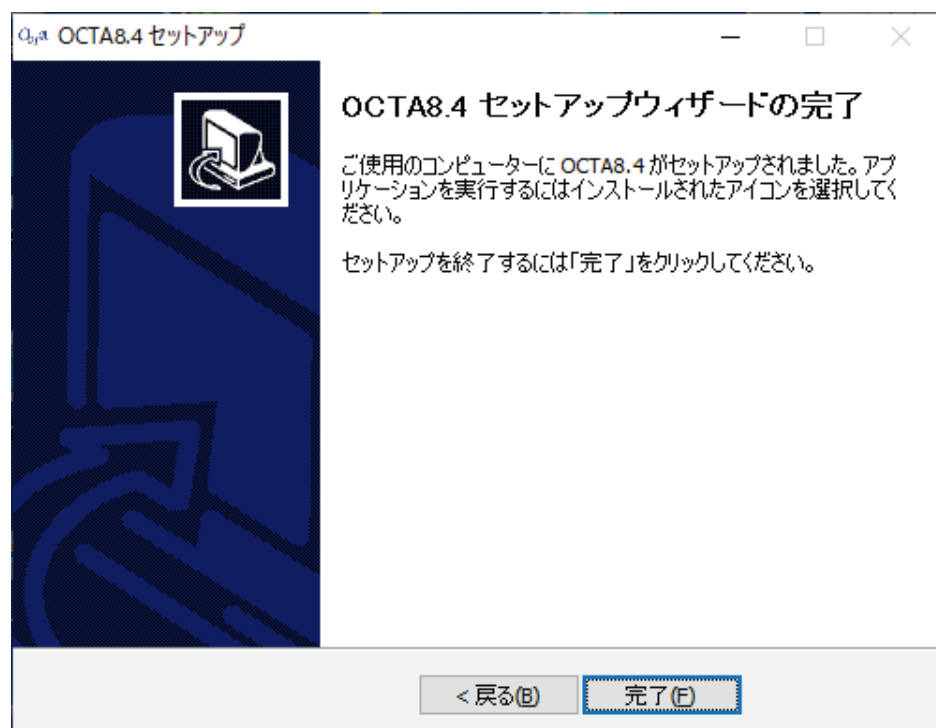 OCTA8.4 セットアップ
OCTA8.4 セットアップウィザードの完了
ご使用のコンピューターに OCTA8.4 がセットアップされました。アプ
リケーションを実行するにはインストールされたアイコンを選択してく
ださい。
セットアップを終了するには「完了」をクリックしてください。
< 戻る(B)
完了(F)